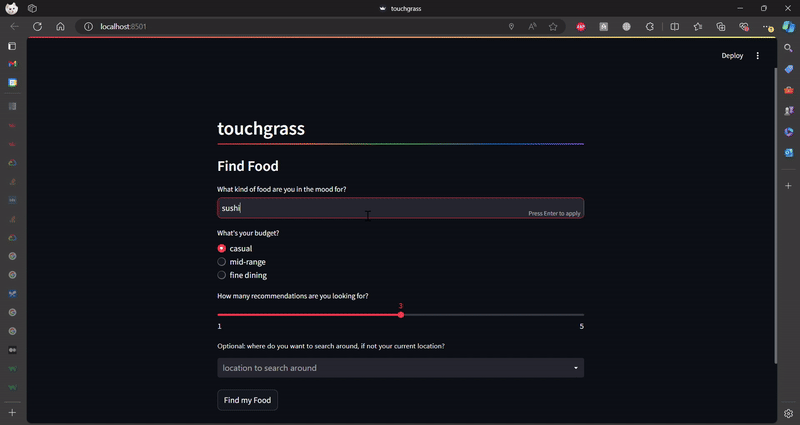 touchgrass
localhost:8501
Deploy
touchgrass
Find Food
What kind of food are you in the mood for?
sushi
Press Enter to apply
What's your budget?
casual
mid-range
fine dining
How many recommendations are you looking for?
3
1 5
Optional: where do you want to search around, if not your current location?
location to search around
Find my Food